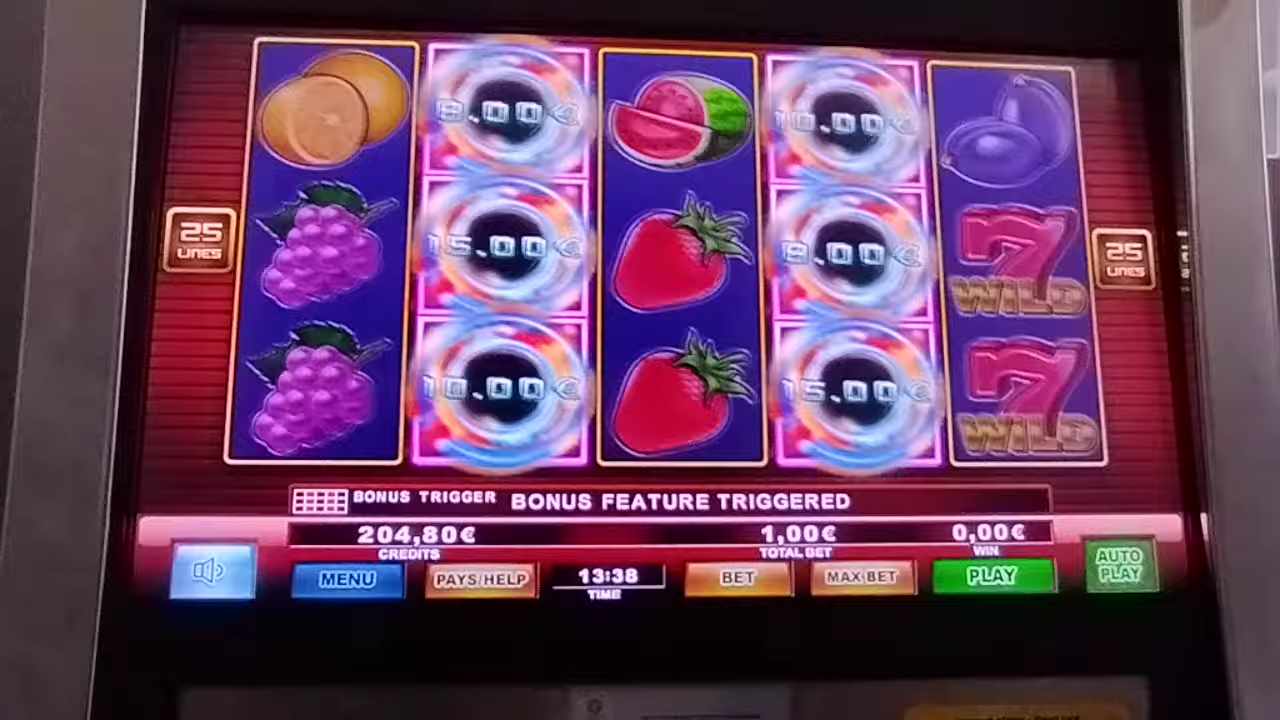 8.00€
10.00€
25
LINES
15.00€
8.00€
7
WILD
25
LINES
10.00€
15.00€
7
WILD
BONUS TRIGGER BONUS FEATURE TRIGGERED
204,80€ 1,00€ 0,00€
CREDITS TOTAL BET WIN
MENU PAYS/HELP 13:38 BET MAX BET PLAY AUTO PLAY
TIME